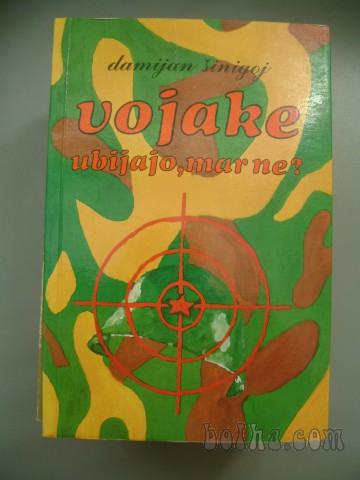 damijan šinigoj
vojake
ubijajo, mar ne?
bolha.com